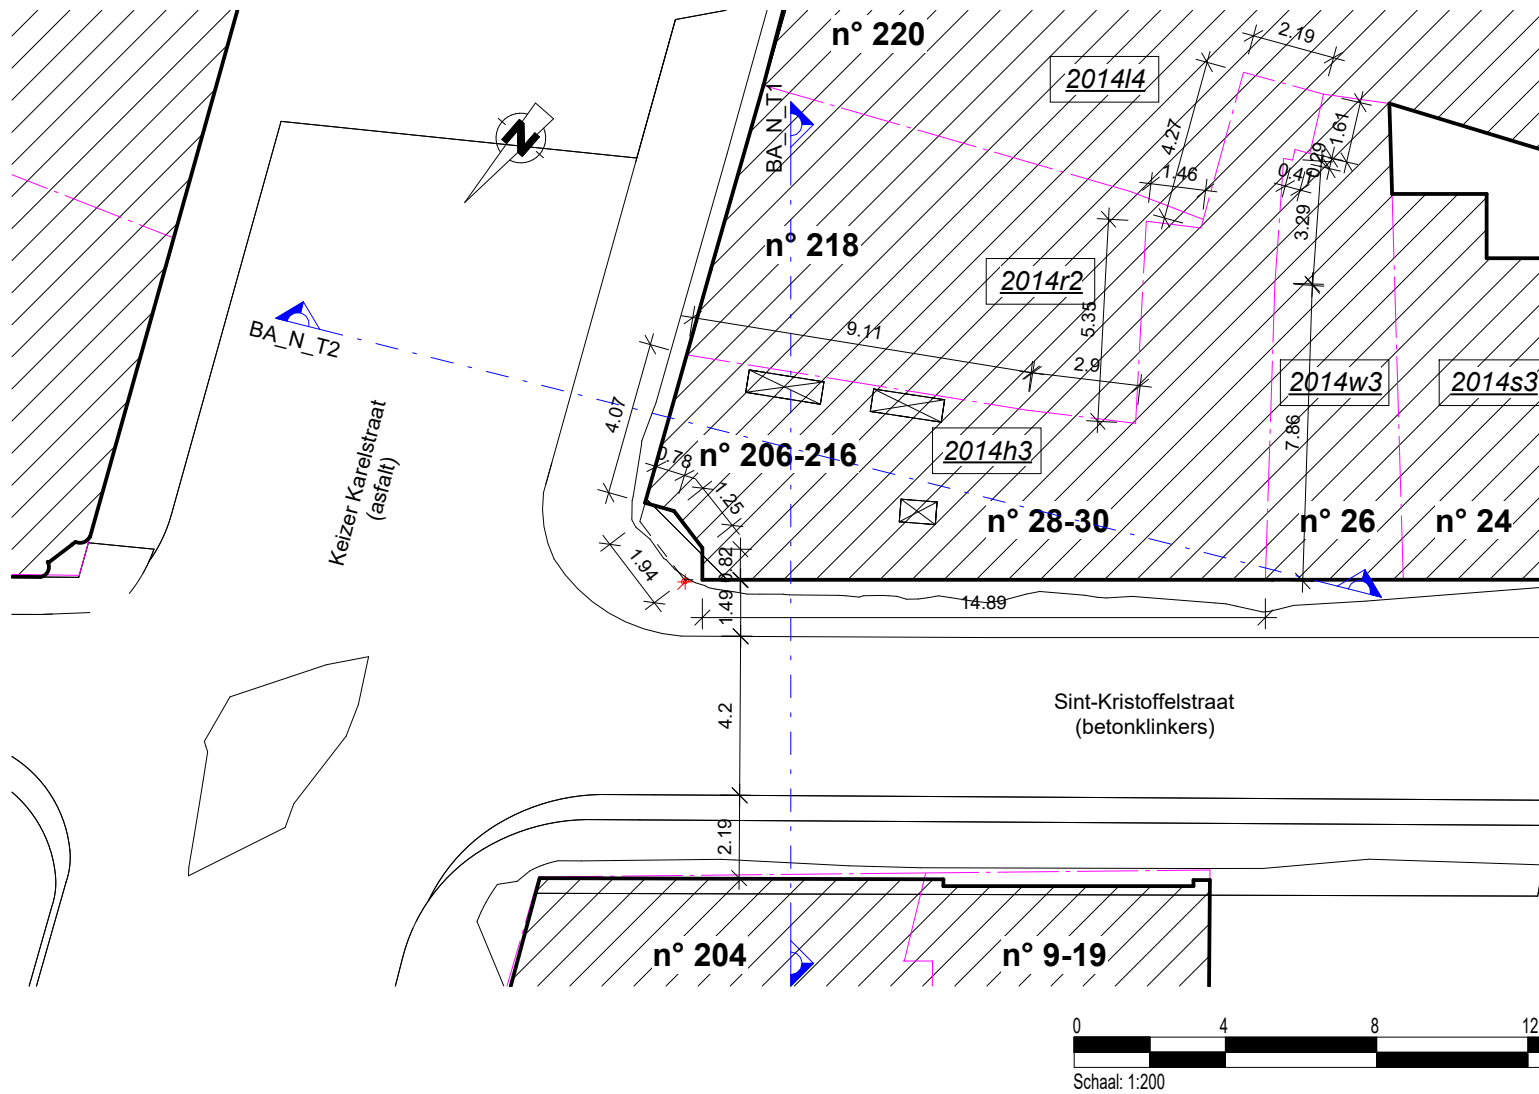 n° 220
2.19
2014l4
BA_N_T1
4.27
1.61
0.29
0.41
1.46
N
3.29
n° 218
2014r2
5.35
9.11
2.9
BA_N_T2
2014w3
2014s3
4.07
Keizer Karelstraat
(asfalt)
0.78
n° 206-216
2014h3
7.86
1.25
n° 28-30
n° 26
n° 24
1.94
0.82
1.49
14.89
4.2
Sint-Kristoffelstraat
(betonklinkers)
2.19
n° 204
n° 9-19
0 4 8 12
Schaal: 1:200